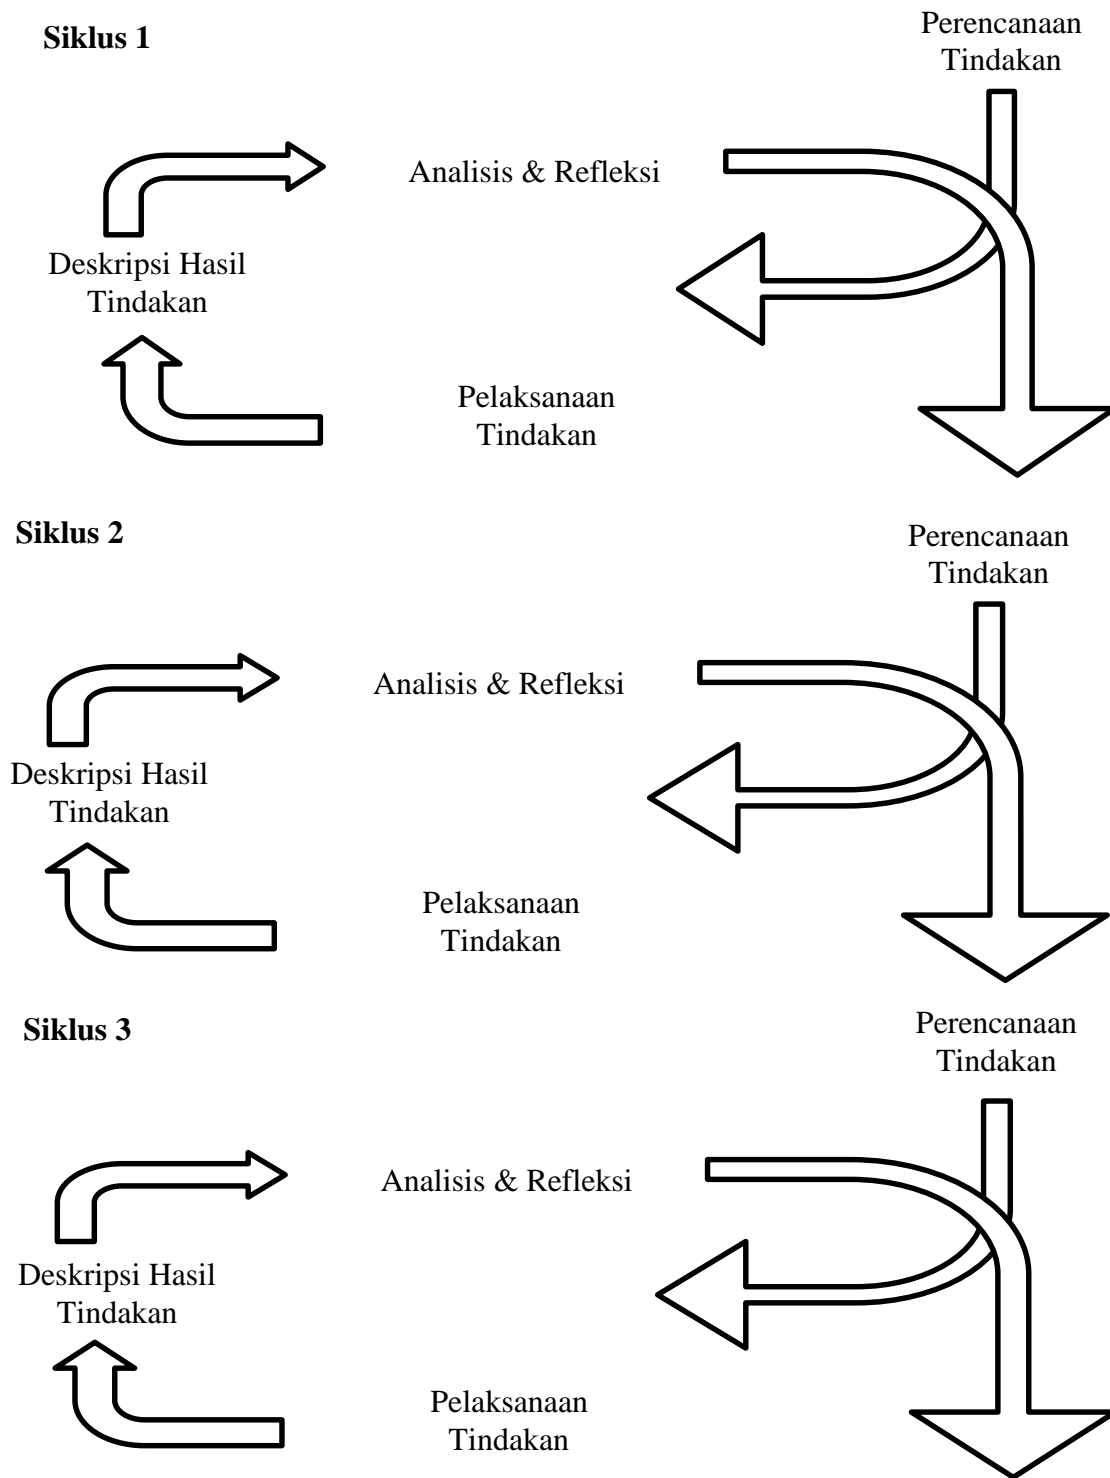 Siklus 1
Perencanaan
Tindakan
Analisis & Refleksi
Deskripsi Hasil
Tindakan
Pelaksanaan
Tindakan
Siklus 2
Perencanaan
Tindakan
Analisis & Refleksi
Deskripsi Hasil
Tindakan
Pelaksanaan
Tindakan
Siklus 3
Perencanaan
Tindakan
Analisis & Refleksi
Deskripsi Hasil
Tindakan
Pelaksanaan
Tindakan